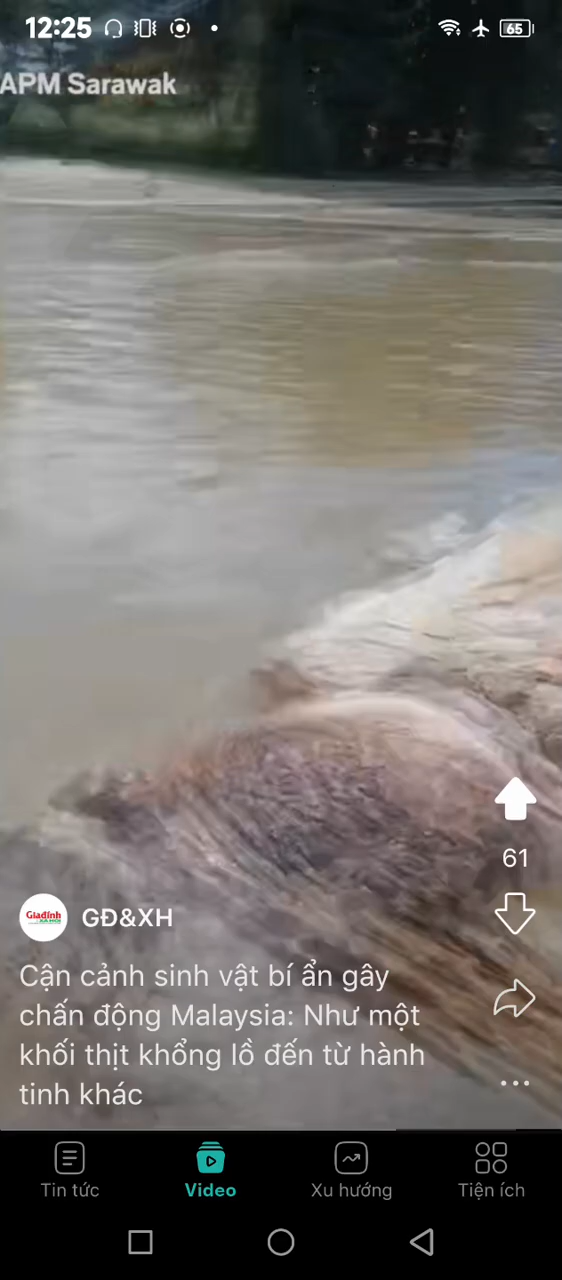 12:25
65
APM Sarawak
61
Giađình
GĐ&XH
Cận cảnh sinh vật bí ẩn gây
chấn động Malaysia: Như một
khối thịt khổng lồ đến từ hành
tinh khác
Tin tức
Video
Xu hướng
Tiện ích